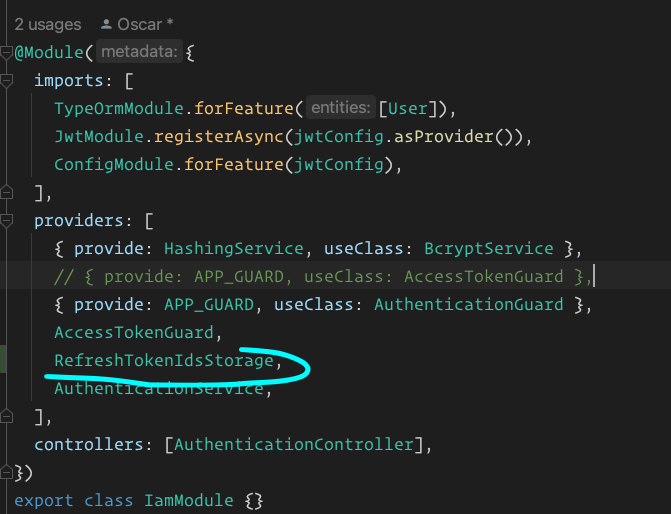 2 usages Oscar *
@Module( metadata: {
  imports: [
    TypeOrmModule.forFeature( entities: [User]),
    JwtModule.registerAsync(jwtConfig.asProvider()),
    ConfigModule.forFeature(jwtConfig),
  ],
  providers: [
    { provide: HashingService, useClass: BcryptService },
    // { provide: APP_GUARD, useClass: AccessTokenGuard },
    { provide: APP_GUARD, useClass: AuthenticationGuard },
    AccessTokenGuard,
    RefreshTokenIdsStorage,
    AuthenticationService,
  ],
  controllers: [AuthenticationController],
})
export class IamModule {}